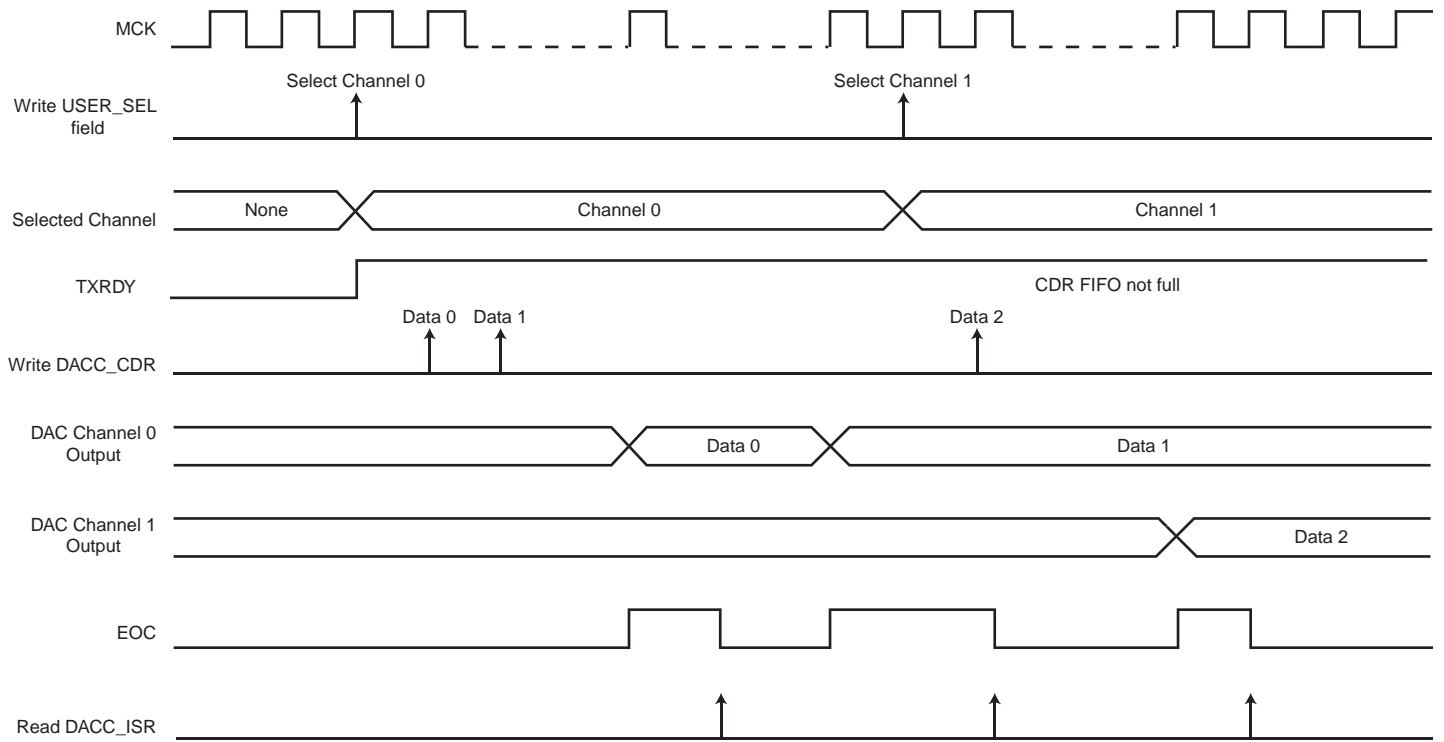 MCK
Select Channel 0
Select Channel 1
Write USER_SEL
field
Selected Channel
None
Channel 0
Channel 1
TXRDY
CDR FIFO not full
Data 0
Data 1
Data 2
Write DACC_CDR
DAC Channel 0
Output
Data 0
Data 1
DAC Channel 1
Output
Data 2
EOC
Read DACC_ISR